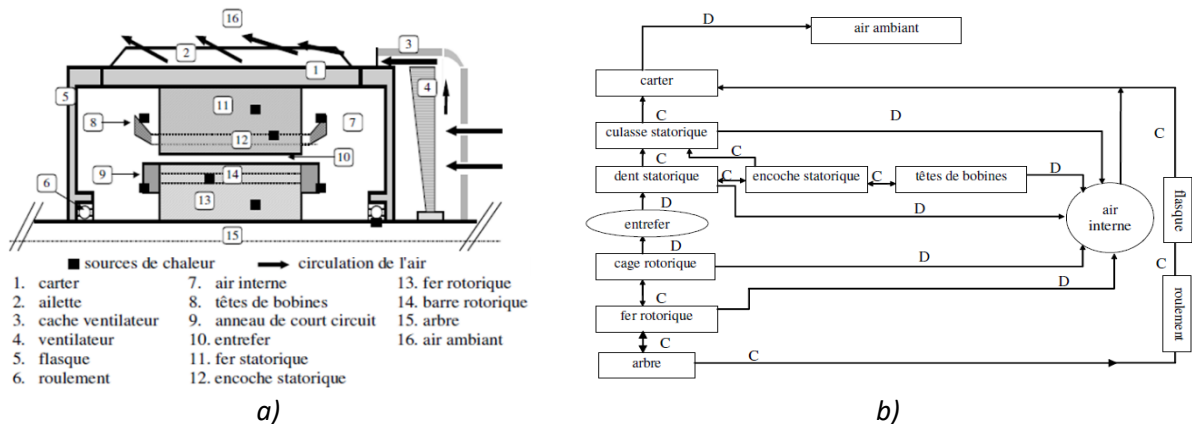 16
2
3
1
4
5
11
8
7
12
10
9
14
6
13
15
sources de chaleur
circulation de l'air
1. carter
2. ailette
3. cache ventilateur
4. ventilateur
5. flasque
6. roulement
7. air interne
8. têtes de bobines
9. anneau de court circuit
10. entrefer
11. fer statorique
12. encoche statorique
13. fer rotorique
14. barre rotorique
15. arbre
16. air ambiant
a)
D
air ambiant
carter
C
culasse statorique
D
C
C
C
dent statorique
C
encoche statorique
C
têtes de bobines
D
D
D
entrefer
air
interne
flasque
D
cage rotorique
D
C
C
fer rotorique
D
roulement
C
arbre
C
b)